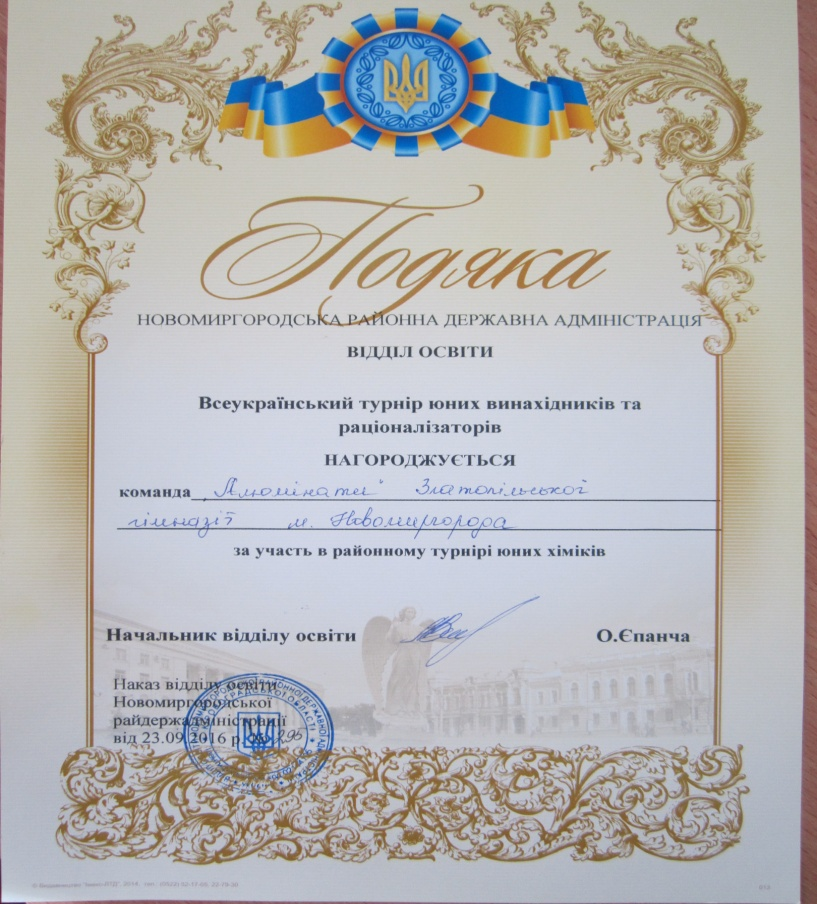 Подяка
НОВОМИРГОРОДСЬКА РАЙОННА ДЕРЖАВНА АДМІНІСТРАЦІЯ
ВІДДІЛ ОСВІТИ
Всеукраїнський турнір юних винахідників та
раціоналізаторів
НАГОРОДЖУЄТЬСЯ
команда „Алюмінати" Златопільської
гімназії м. Новомиргорода
за участь в районному турнірі юних хіміків
Начальник відділу освіти О.Єпанча
Наказ відділу освіти
Новомиргородської
райдержадміністрації
від 23.09.2016 р. № 295